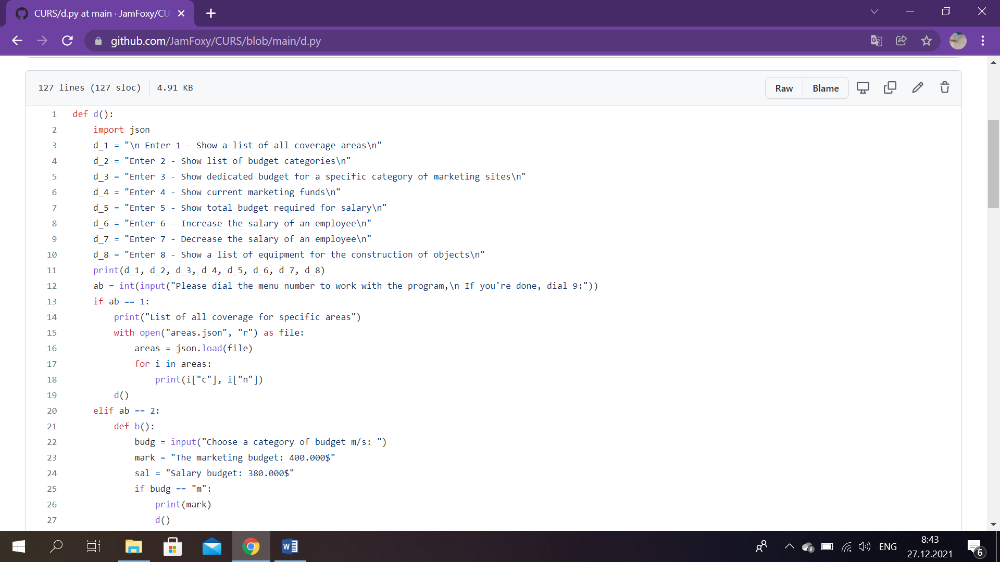 CURS/d.py at main · JamFoxy/CU
github.com/JamFoxy/CURS/blob/main/d.py
127 lines (127 sloc) 4.91 KB
Raw Blame
1 def d():
2     import json
3     d_1 = "\n Enter 1 - Show a list of all coverage areas\n"
4     d_2 = "Enter 2 - Show list of budget categories\n"
5     d_3 = "Enter 3 - Show dedicated budget for a specific category of marketing sites\n"
6     d_4 = "Enter 4 - Show current marketing funds\n"
7     d_5 = "Enter 5 - Show total budget required for salary\n"
8     d_6 = "Enter 6 - Increase the salary of an employee\n"
9     d_7 = "Enter 7 - Decrease the salary of an employee\n"
10     d_8 = "Enter 8 - Show a list of equipment for the construction of objects\n"
11     print(d_1, d_2, d_3, d_4, d_5, d_6, d_7, d_8)
12     ab = int(input("Please dial the menu number to work with the program,\n If you're done, dial 9:"))
13     if ab == 1:
14         print("List of all coverage for specific areas")
15         with open("areas.json", "r") as file:
16             areas = json.load(file)
17             for i in areas:
18                 print(i["c"], i["n"])
19         d()
20     elif ab == 2:
21         def b():
22             budg = input("Choose a category of budget m/s: ")
23             mark = "The marketing budget: 400.000$"
24             sal = "Salary budget: 380.000$"
25             if budg == "m":
26                 print(mark)
27                 d()
W
ENG
8:43
27.12.2021
6